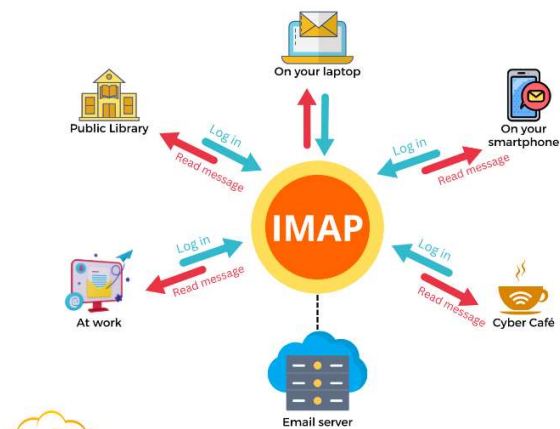 On your laptop
Public Library
Log in
Read message
On your
smartphone
Log in
Read message
IMAP
At work
Log in
Read message
Log in
Read message
Cyber Café
Email server